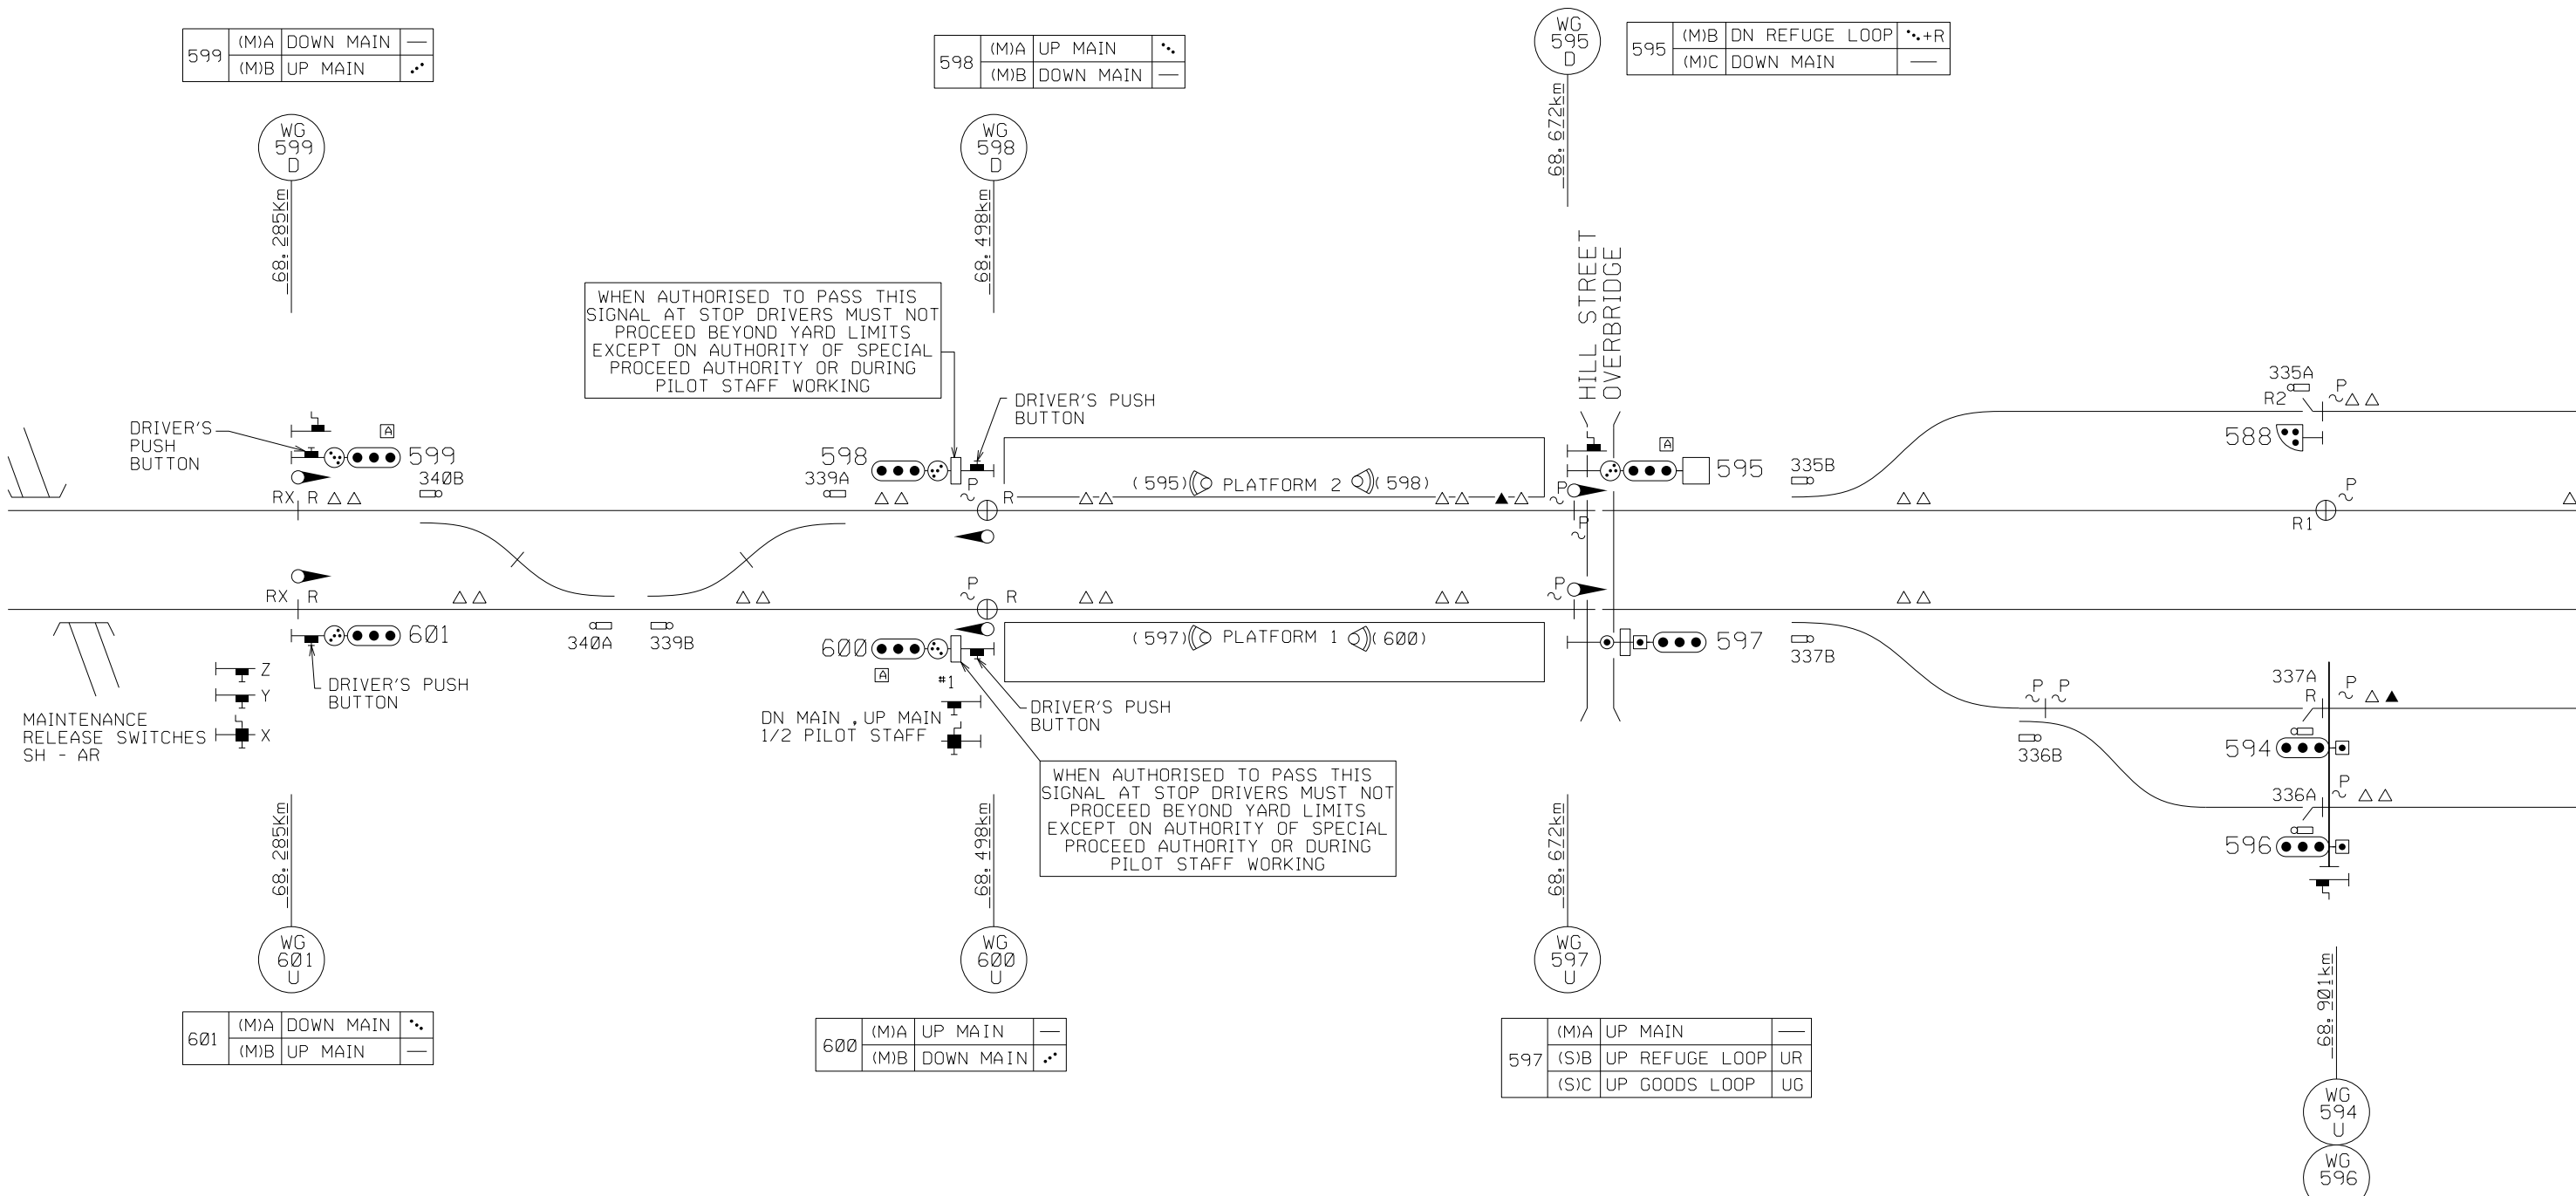 599
(M)A DOWN MAIN
(M)B UP MAIN
598
(M)A UP MAIN
(M)B DOWN MAIN
WG
595
D
595
(M)B DN REFUGE LOOP +R
(M)C DOWN MAIN
WG
599
D
68.285Km
WG
598
D
68.498km
68.672km
HILL STREET
OVERBRIDGE
WHEN AUTHORISED TO PASS THIS
SIGNAL AT STOP DRIVERS MUST NOT
PROCEED BEYOND YARD LIMITS
EXCEPT ON AUTHORITY OF SPECIAL
PROCEED AUTHORITY OR DURING
PILOT STAFF WORKING
DRIVER'S PUSH
BUTTON
DRIVER'S
PUSH
BUTTON
A
599
340B
RX R
598
339A
P
R
(595) PLATFORM 2 (598)
P
P
A
595
335B
335A
R2
P
588
P
R1
RX R
601
340A
339B
P
R
600
A
#1
(597) PLATFORM 1 (600)
P
597
337B
P P
336B
337A
R P
594
336A P
596
Z
Y
X
MAINTENANCE
RELEASE SWITCHES
SH - AR
DRIVER'S PUSH
BUTTON
DN MAIN , UP MAIN
1/2 PILOT STAFF
DRIVER'S PUSH
BUTTON
WHEN AUTHORISED TO PASS THIS
SIGNAL AT STOP DRIVERS MUST NOT
PROCEED BEYOND YARD LIMITS
EXCEPT ON AUTHORITY OF SPECIAL
PROCEED AUTHORITY OR DURING
PILOT STAFF WORKING
68.285Km
WG
601
U
68.498km
WG
600
U
68.672km
WG
597
U
68.901km
WG
594
U
WG
596
601
(M)A DOWN MAIN
(M)B UP MAIN
600
(M)A UP MAIN
(M)B DOWN MAIN
597
(M)A UP MAIN
(S)B UP REFUGE LOOP UR
(S)C UP GOODS LOOP UG